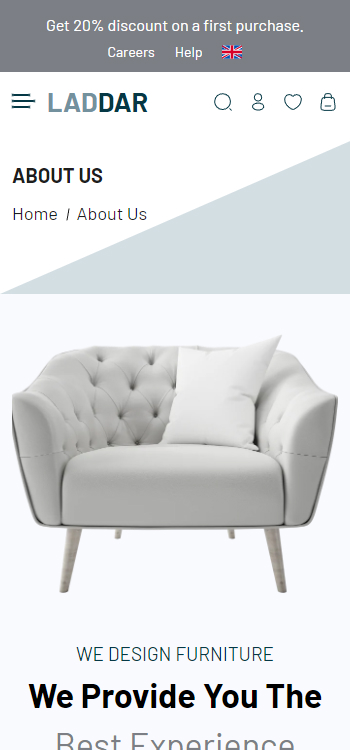 Get 20% discount on a first purchase.
Careers Help
LADDAR
ABOUT US
Home / About Us
WE DESIGN FURNITURE
We Provide You The
Best Experience